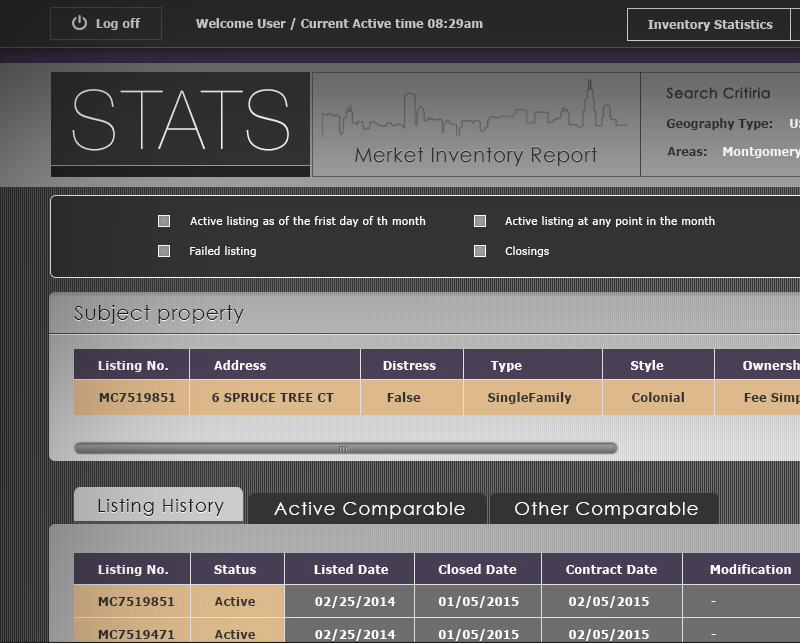 Log off
Welcome User / Current Active time 08:29am
Inventory Statistics
STATS
Merket Inventory Report
Search Critiria
Geography Type:
Areas: Montgomery
Active listing as of the frist day of th month
Active listing at any point in the month
Failed listing
Closings
Subject property
Listing No. Address Distress Type Style Ownersh
MC7519851 6 SPRUCE TREE CT False SingleFamily Colonial Fee Simp
Listing History
Active Comparable
Other Comparable
Listing No. Status Listed Date Closed Date Contract Date Modification
MC7519851 Active 02/25/2014 01/05/2015 02/05/2015 -
MC7519471 Active 02/25/2014 01/05/2015 02/05/2015 -